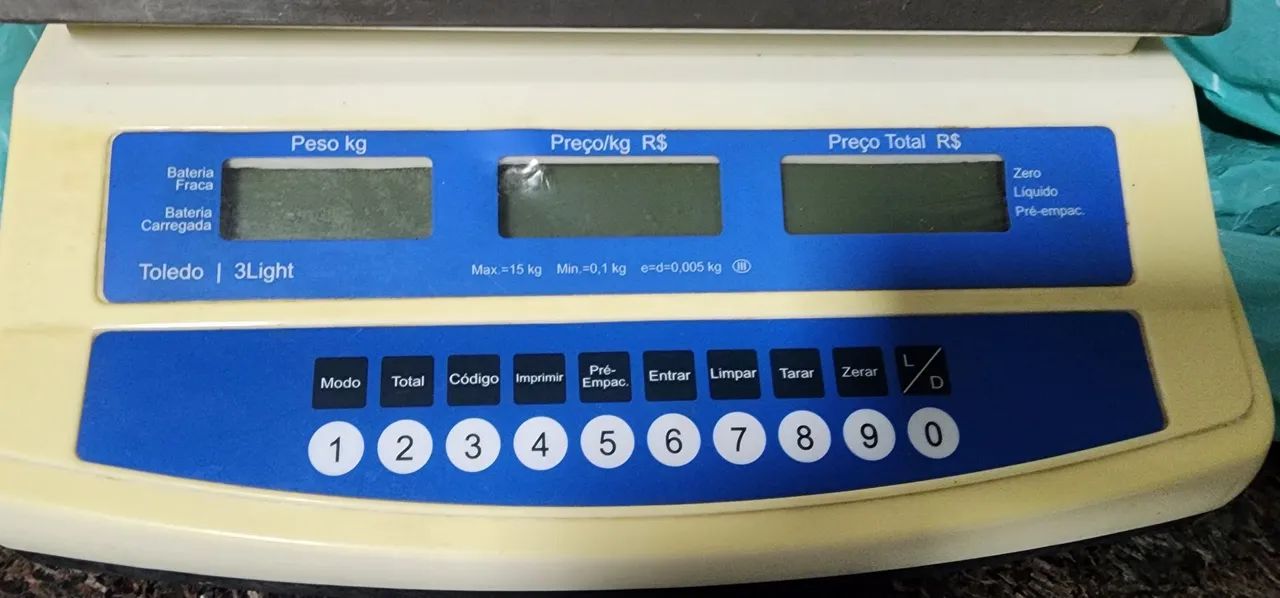 Peso kg
Preço/kg R$
Preço Total R$
Bateria
Fraca
Bateria
Carregada
Zero
Líquido
Pré-empac.
Toledo | 3Light
Max.=15 kg Min.=0,1 kg e=d=0,005 kg III
Modo
Total
Código
Imprimir
Pré-
Empac.
Entrar
Limpar
Tarar
Zerar
L/D
1 2 3 4 5 6 7 8 9 0